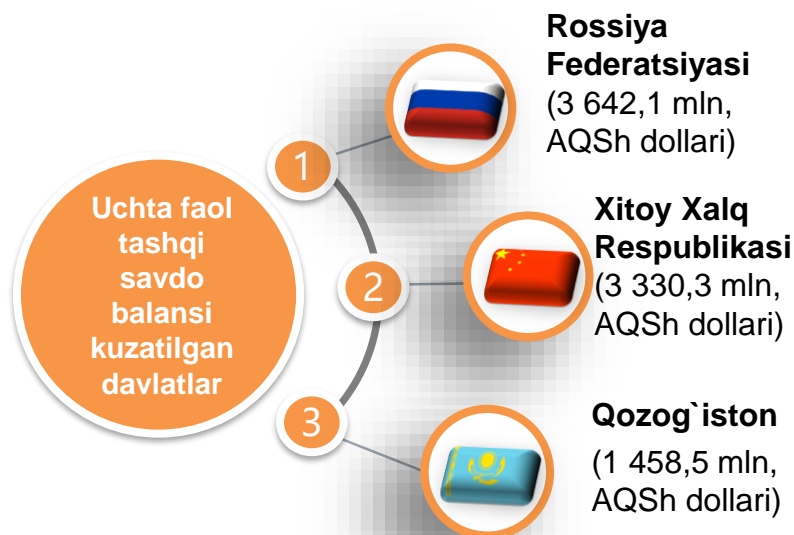 Uchta faol
tashqi
savdo
balansi
kuzatilgan
davlatlar
1
Rossiya
Federatsiyasi
(3 642,1 mln,
AQSh dollari)
2
Xitoy Xalq
Respublikasi
(3 330,3 mln,
AQSh dollari)
3
Qozog`iston
(1 458,5 mln,
AQSh dollari)